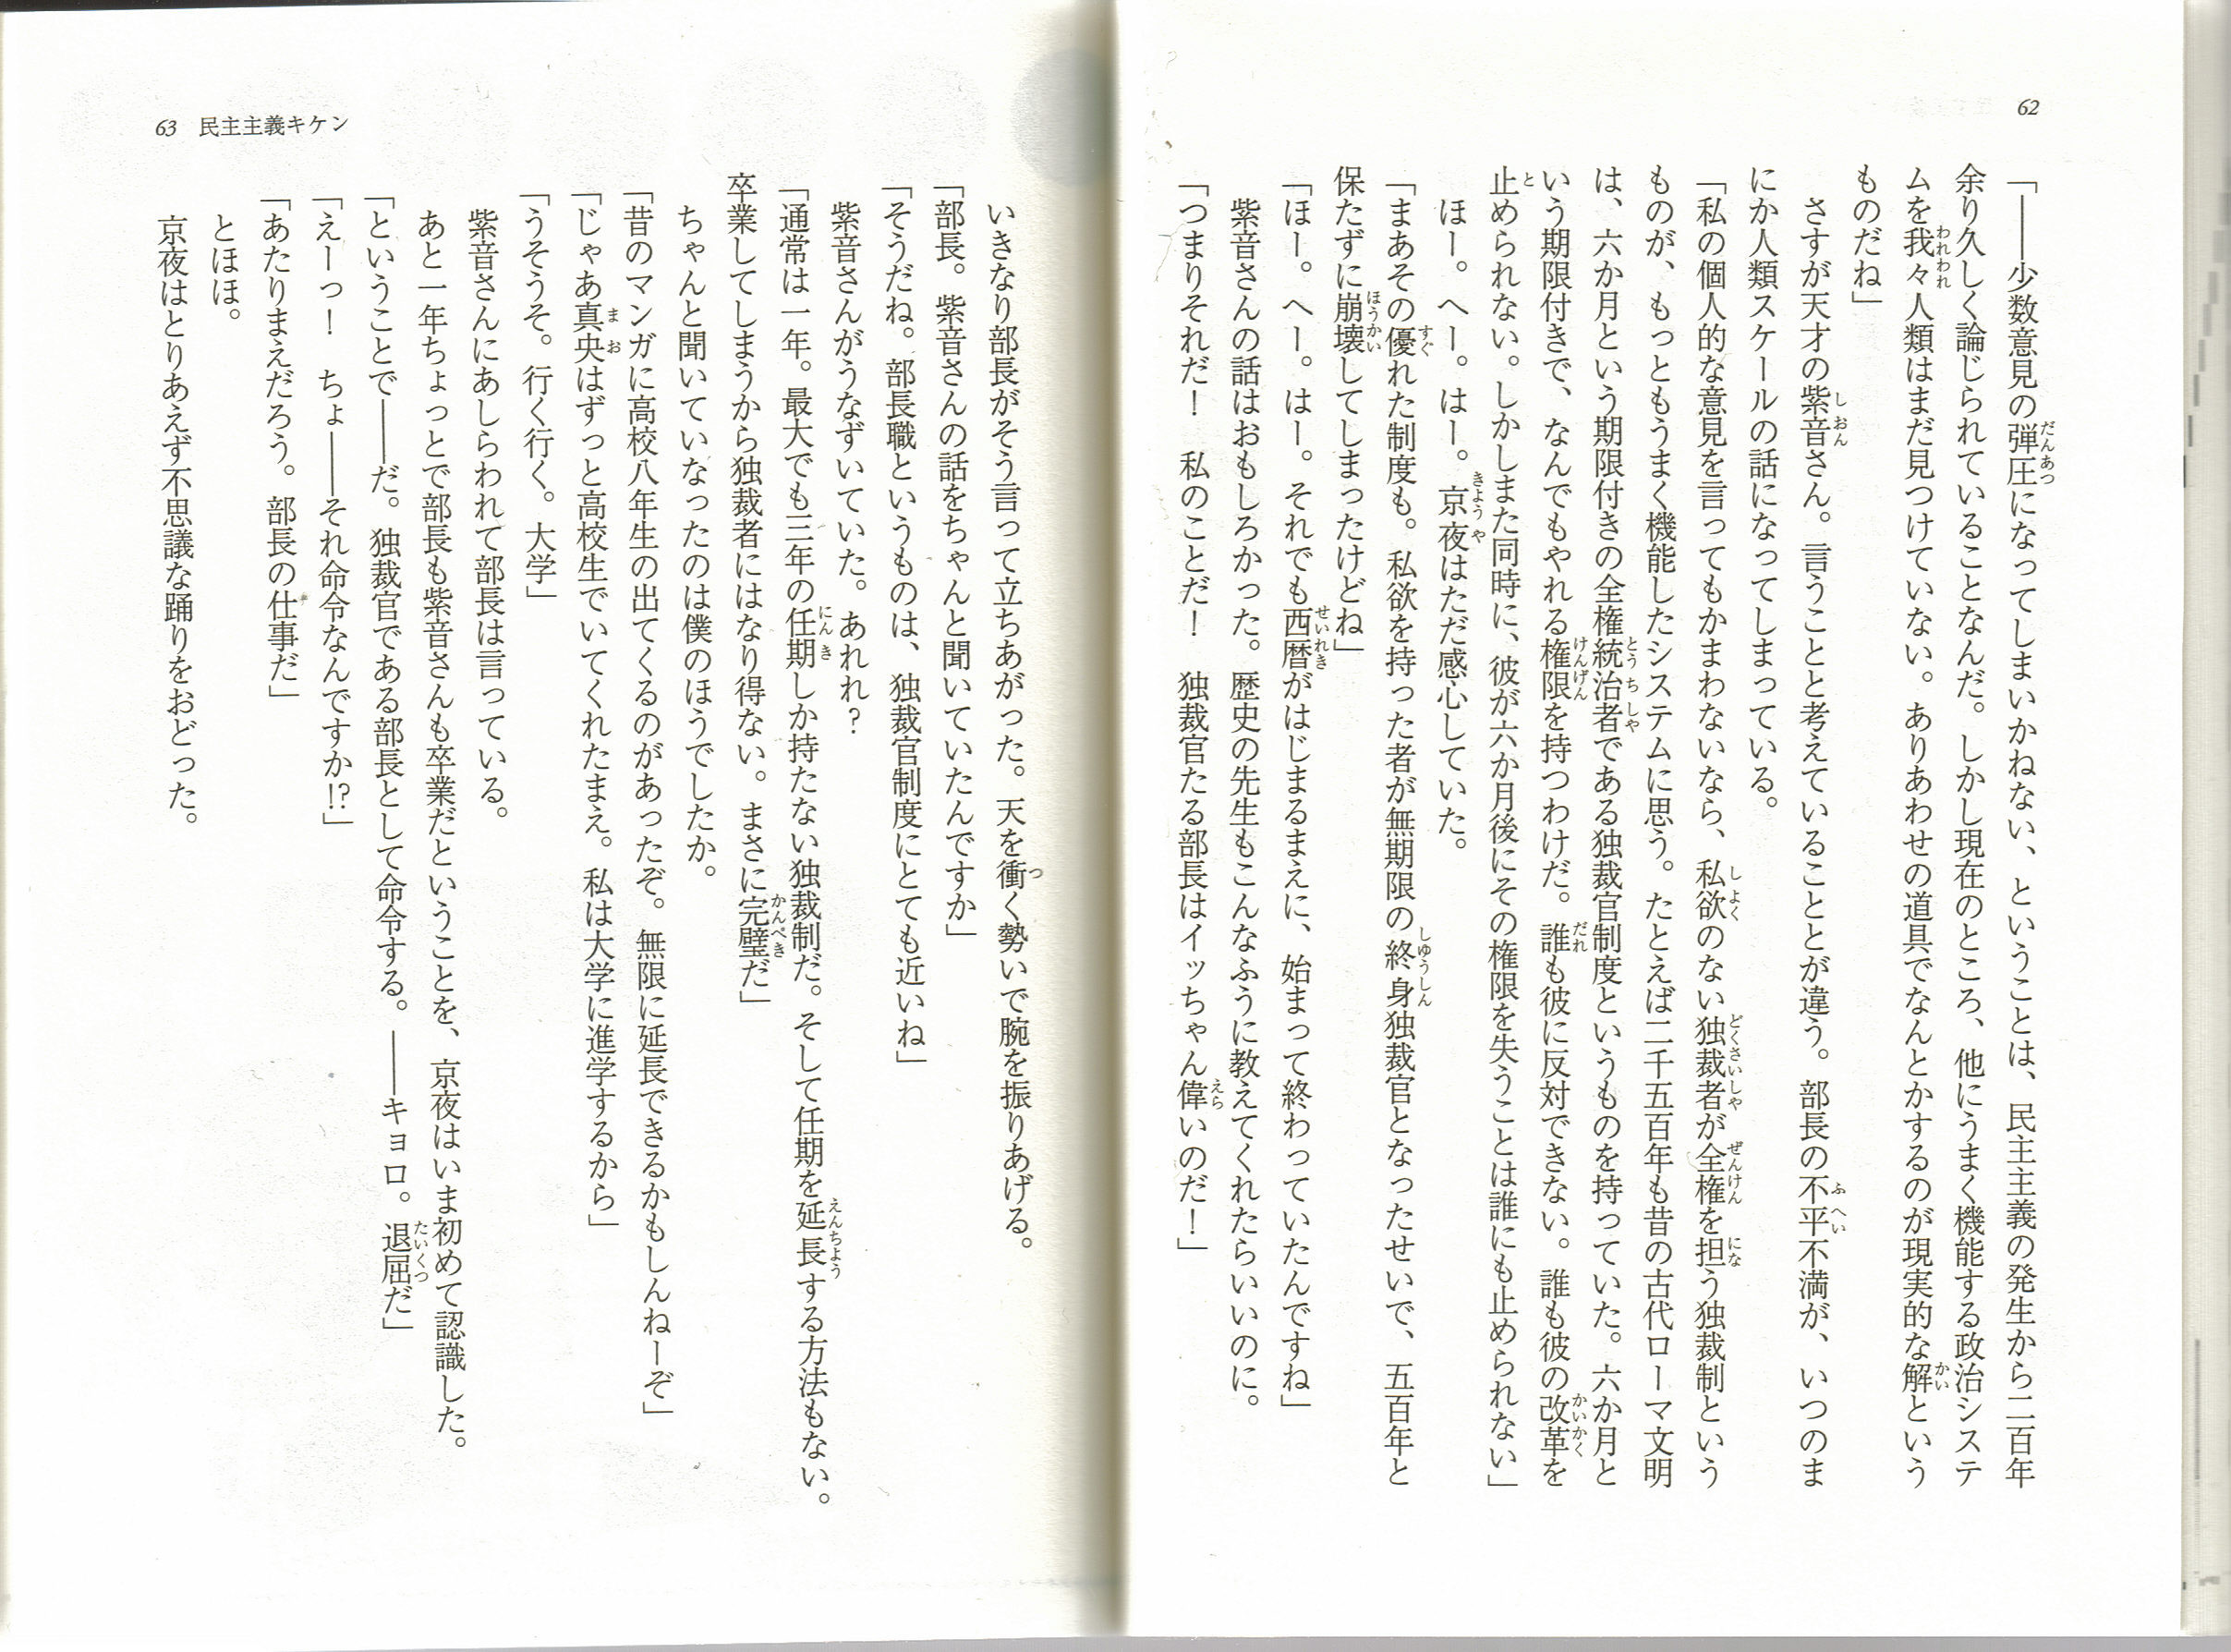 62
「――少数意見の弾圧になってしまいかねない、ということは、民主主義の発生から二百年
余り久しく論じられていることなんだ。しかし現在のところ、他にうまく機能する政治システ
ムを我々人類はまだ見つけていない。ありあわせの道具でなんとかするのが現実的な解という
ものだね」
　さすが天才の紫音さん。言うことと考えていることとが違う。部長の不平不満が、いつのま
にか人類スケールの話になってしまっている。
「私の個人的な意見を言ってもかまわないなら、私欲のない独裁者が全権を担う独裁制という
ものが、もっともうまく機能したシステムに思う。たとえば二千五百年も昔の古代ローマ文明
は、六か月という期限付きの全権統治者である独裁官制度というものを持っていた。六か月と
いう期限付きで、なんでもやれる権限を持つわけだ。誰も彼に反対できない。誰も彼の改革を
止められない。しかしまた同時に、彼が六か月後にその権限を失うことは誰にも止められない」
　ほー。へー。はー。京夜はただ感心していた。
「まあその優れた制度も。私欲を持った者が無期限の終身独裁官となったせいで、五百年と
保たずに崩壊してしまったけどね」
「ほー。へー。はー。それでも西暦がはじまるまえに、始まって終わっていたんですね」
　紫音さんの話はおもしろかった。歴史の先生もこんなふうに教えてくれたらいいのに。
「つまりそれだ！　私のことだ！　独裁官たる部長はイッちゃん偉いのだ！」
63　民主主義キケン
　いきなり部長がそう言って立ちあがった。天を衝く勢いで腕を振りあげる。
「部長。紫音さんの話をちゃんと聞いていたんですか」
「そうだね。部長職というものは、独裁官制度にとても近いね」
　紫音さんがうなずいていた。あれれ？
「通常は一年。最大でも三年の任期しか持たない独裁制だ。そして任期を延長する方法もない。
卒業してしまうから独裁者にはなり得ない。まさに完璧だ」
　ちゃんと聞いていなったのは僕のほうでしたか。
「昔のマンガに高校八年生の出てくるのがあったぞ。無限に延長できるかもしんねーぞ」
「じゃあ真央はずっと高校生でいてくれたまえ。私は大学に進学するから」
「うそうそ。行く行く。大学」
　紫音さんにあしらわれて部長は言っている。
　あと一年ちょっとで部長も紫音さんも卒業だということを、京夜はいま初めて認識した。
「ということで――だ。独裁官である部長として命令する。――キョロ。退屈だ」
「えーっ！　ちょ――それ命令なんですか!?」
「あたりまえだろう。部長の仕事だ」
　とほほ。
　京夜はとりあえず不思議な踊りをおどった。